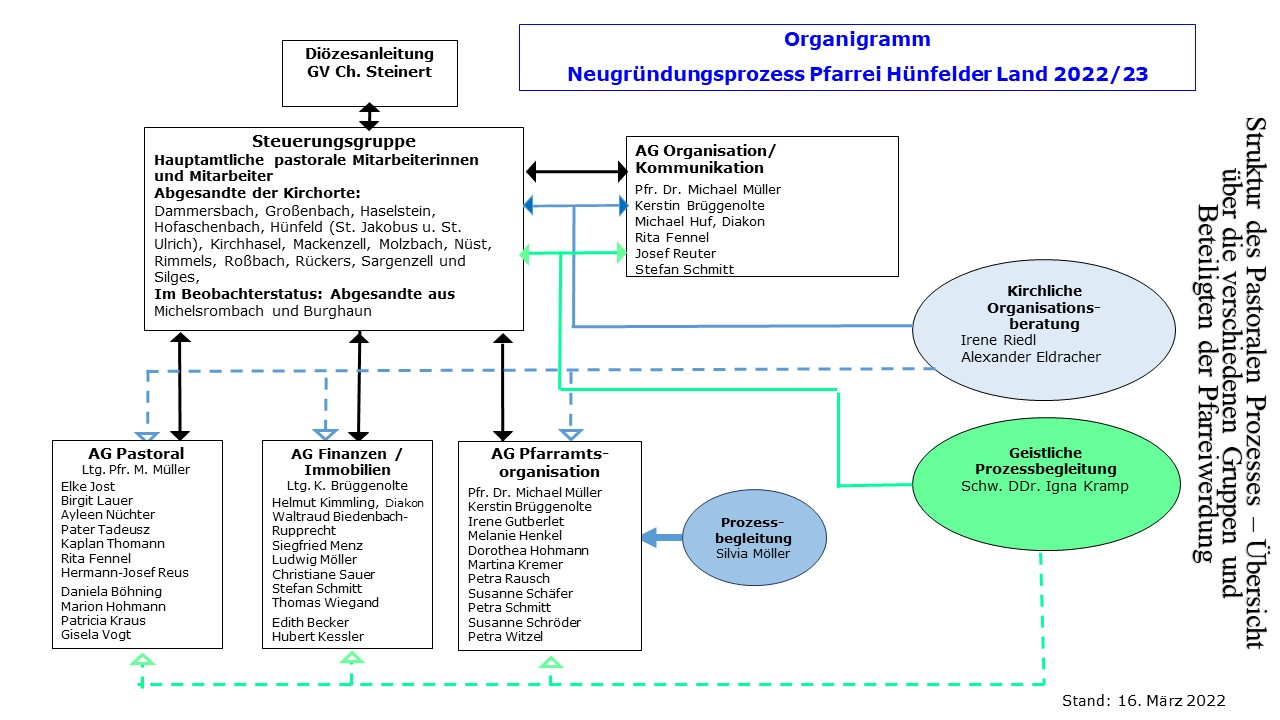 Organigramm
Neugründungsprozess Pfarrei Hünfelder Land 2022/23
Diözesanleitung
GV Ch. Steinert
Steuerungsgruppe
Hauptamtliche pastorale Mitarbeiterinnen
und Mitarbeiter
Abgesandte der Kirchorte:
Dammersbach, Großenbach, Haselstein,
Hofaschenbach, Hünfeld (St. Jakobus u. St.
Ulrich), Kirchhasel, Mackenzell, Molzbach, Nüst,
Rimmels, Roßbach, Rückers, Sargenzell und
Silges,
Im Beobachterstatus: Abgesandte aus
Michelsrombach und Burghaun
AG Organisation/
Kommunikation
Pfr. Dr. Michael Müller
Kerstin Brüggenolte
Michael Huf, Diakon
Rita Fennel
Josef Reuter
Stefan Schmitt
Kirchliche
Organisations-
beratung
Irene Riedl
Alexander Eldracher
Geistliche
Prozessbegleitung
Schw. DDr. Igna Kramp
AG Pastoral
Ltg. Pfr. M. Müller
Elke Jost
Birgit Lauer
Ayleen Nüchter
Pater Tadeusz
Kaplan Thomann
Rita Fennel
Hermann-Josef Reus
Daniela Böhning
Marion Hohmann
Patricia Kraus
Gisela Vogt
AG Finanzen /
Immobilien
Ltg. K. Brüggenolte
Helmut Kimmling, Diakon
Waltraud Biedenbach-
Rupprecht
Siegfried Menz
Ludwig Möller
Christiane Sauer
Stefan Schmitt
Thomas Wiegand
Edith Becker
Hubert Kessler
AG Pfarramts-
organisation
Pfr. Dr. Michael Müller
Kerstin Brüggenolte
Irene Gutberlet
Melanie Henkel
Dorothea Hohmann
Martina Kremer
Petra Rausch
Susanne Schäfer
Petra Schmitt
Susanne Schröder
Petra Witzel
Prozess-
begleitung
Silvia Möller
Struktur des Pastoralen Prozesses – Übersicht
über die verschiedenen Gruppen und
Beteiligten der Pfarreiwerdung
Stand: 16. März 2022